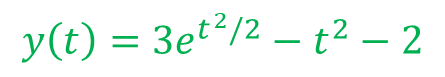 y(t) = 3e^{t^2/2} − t^2 − 2